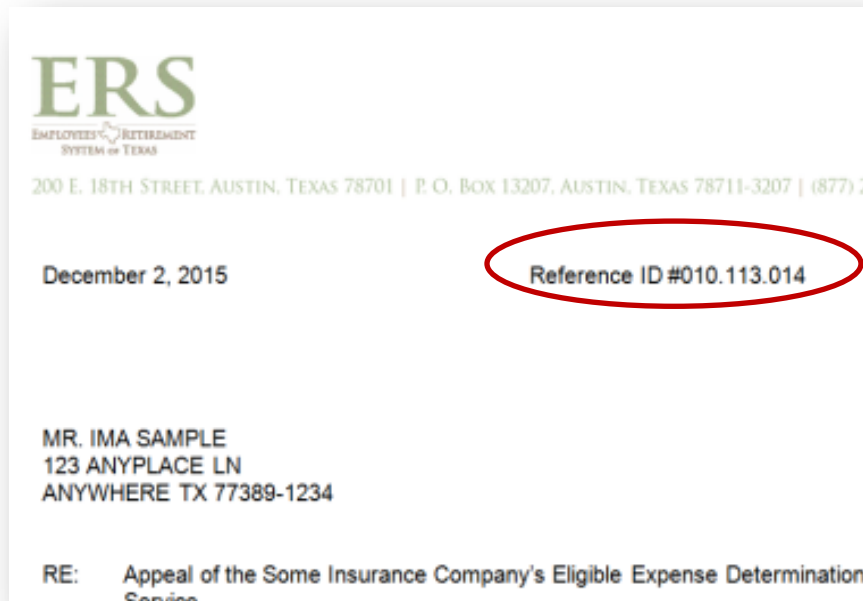 ERS
EMPLOYEES RETIREMENT
SYSTEM OF TEXAS
200 E. 18TH STREET, AUSTIN, TEXAS 78701 | P. O. BOX 13207, AUSTIN, TEXAS 78711-3207 | (877) 2
December 2, 2015 Reference ID #010.113.014
MR. IMA SAMPLE
123 ANYPLACE LN
ANYWHERE TX 77389-1234
RE: Appeal of the Some Insurance Company's Eligible Expense Determination
Service